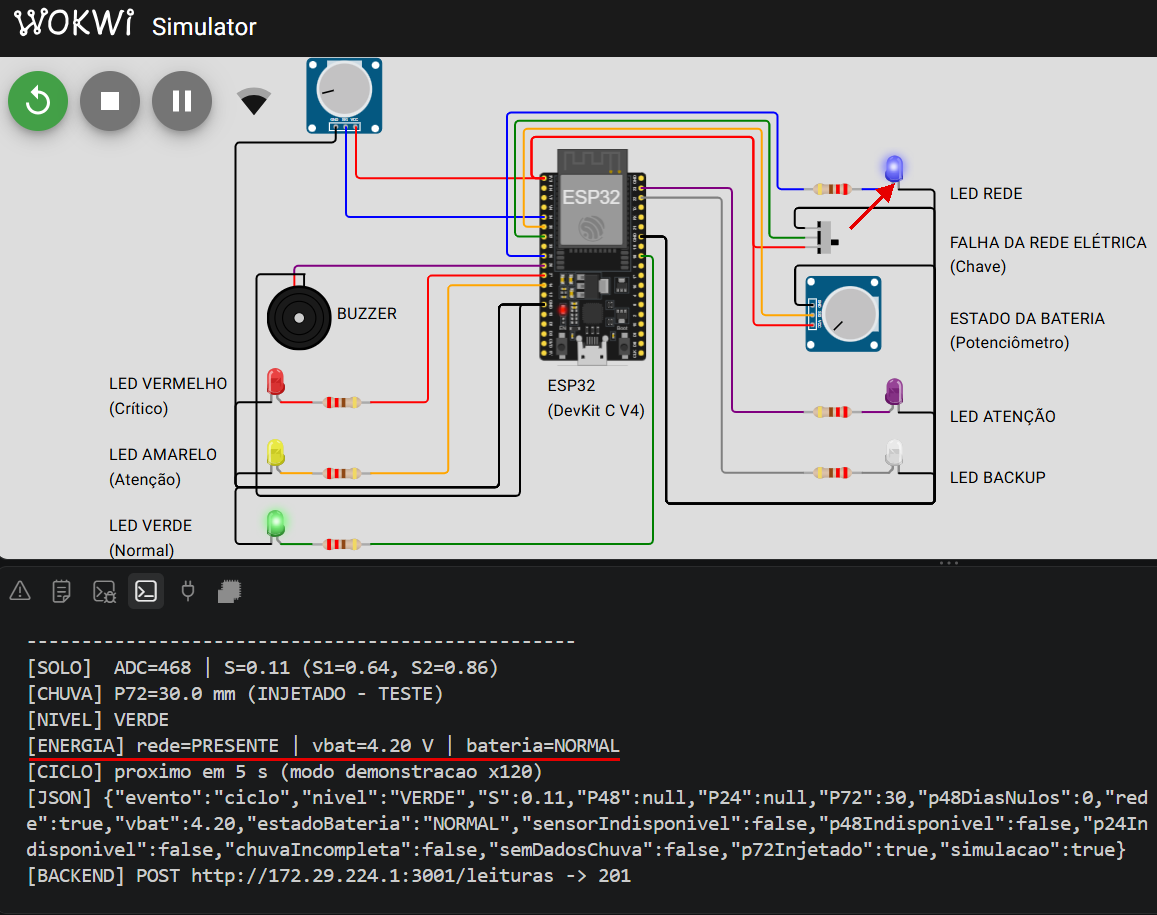 WOKWi Simulator
GND SIG VCC
ESP32
LED REDE
FALHA DA REDE ELÉTRICA
(Chave)
BUZZER
ESTADO DA BATERIA
(Potenciômetro)
LED VERMELHO
(Crítico)
ESP32
(DevKit C V4)
LED ATENÇÃO
LED AMARELO
(Atenção)
LED BACKUP
LED VERDE
(Normal)
--------------------------------------------------
[SOLO]  ADC=468 | S=0.11 (S1=0.64, S2=0.86)
[CHUVA] P72=30.0 mm (INJETADO - TESTE)
[NIVEL] VERDE
[ENERGIA] rede=PRESENTE | vbat=4.20 V | bateria=NORMAL
[CICLO] proximo em 5 s (modo demonstracao x120)
[JSON] {"evento":"ciclo","nivel":"VERDE","S":0.11,"P48":null,"P24":null,"P72":30,"p48DiasNulos":0,"red
e":true,"vbat":4.20,"estadoBateria":"NORMAL","sensorIndisponivel":false,"p48Indisponivel":false,"p24In
disponivel":false,"chuvaIncompleta":false,"semDadosChuva":false,"p72Injetado":true,"simulacao":true}
[BACKEND] POST http://172.29.224.1:3001/leituras -> 201